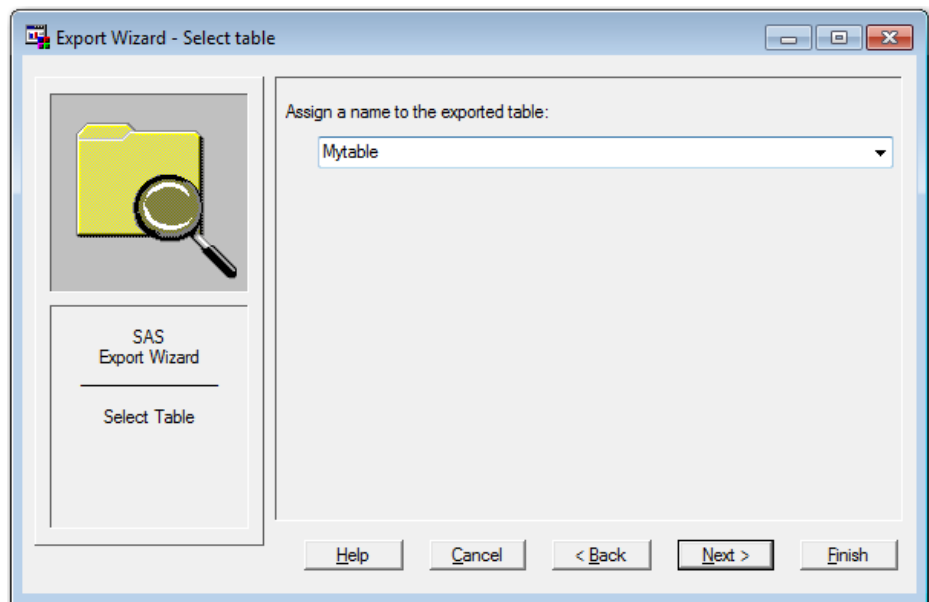 Export Wizard - Select table
Assign a name to the exported table:
Mytable
SAS
Export Wizard
Select Table
Help
Cancel
< Back
Next >
Finish